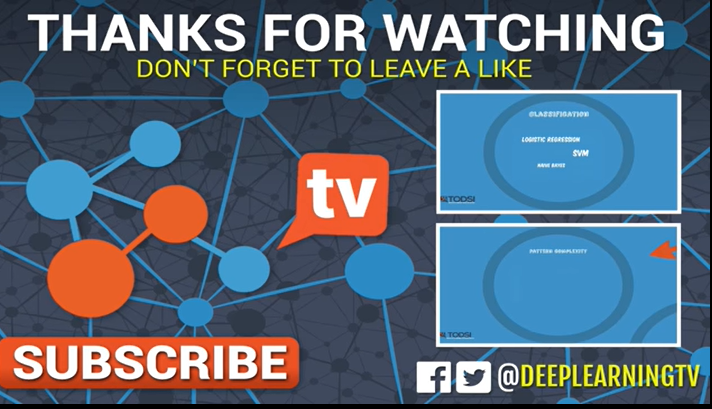 THANKS FOR WATCHING
DON'T FORGET TO LEAVE A LIKE
CLASSIFICATION
LOGISTIC REGRESSION
SVM
NAIVE BAYES
tv
PATTERN COMPLEXITY
SUBSCRIBE
@DEEPLEARNINGTV